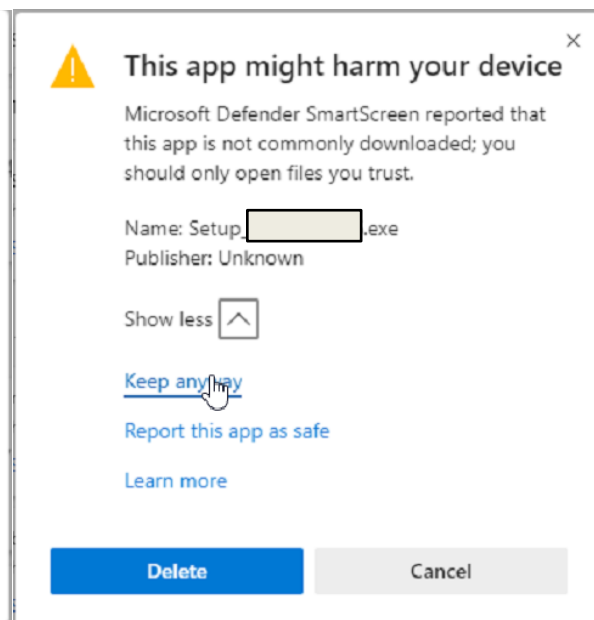 This app might harm your device
Microsoft Defender SmartScreen reported that
this app is not commonly downloaded; you
should only open files you trust.
Name: Setup_ .exe
Publisher: Unknown
Show less
Keep anyway
Report this app as safe
Learn more
Delete
Cancel